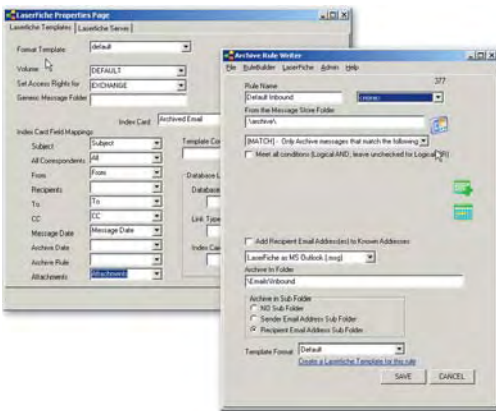 Laserfiche Properties Page
Laserfiche Templates
Laserfiche Server
Format Template
default
Volume
DEFAULT
Set Access Rights for
EXCHANGE
Generic Message Folder
Index Card
Archived Email
Index Card Field Mappings
Subject
Subject
All Correspondents
All
From
From
Recipients
To
To
CC
CC
Message Date
Message Date
Archive Date
Archive Rule
Attachments
Attachments
Database
Link Type
Archive Rule Writer
File RuleBuilder LaserFiche Admin Help
377
Rule Name
Default Inbound
<none>
From the Message Store Folder
\archive\
[MATCH] - Only Archive messages that match the following
Meet all conditions (Logical AND, leave unchecked for Logical OR)
Add Recipient Email Address(es) to Known Addresses
LaserFiche as MS Outlook (.msg)
Archive In Folder
\Emails\Inbound
Archive in Sub Folder
NO Sub Folder
Sender Email Address Sub Folder
Recipient Email Address Sub Folder
Template Format
Default
Create a Laserfiche Template for this rule
SAVE
CANCEL